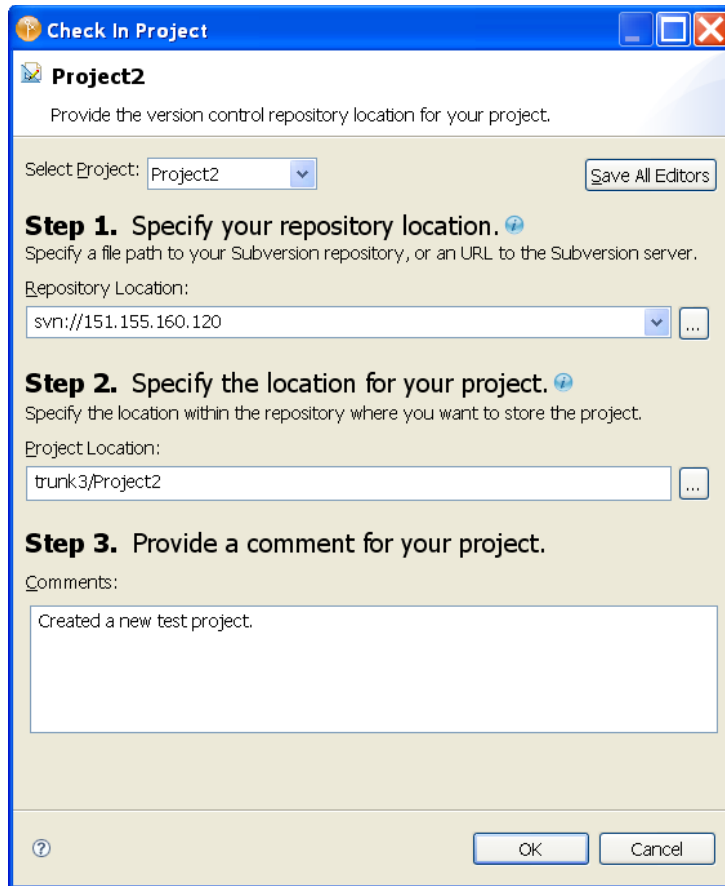 Check In Project
Project2
Provide the version control repository location for your project.
Select Project: Project2 Save All Editors
Step 1. Specify your repository location.
Specify a file path to your Subversion repository, or an URL to the Subversion server.
Repository Location:
svn://151.155.160.120 ...
Step 2. Specify the location for your project.
Specify the location within the repository where you want to store the project.
Project Location:
trunk3/Project2 ...
Step 3. Provide a comment for your project.
Comments:
Created a new test project.
? OK Cancel